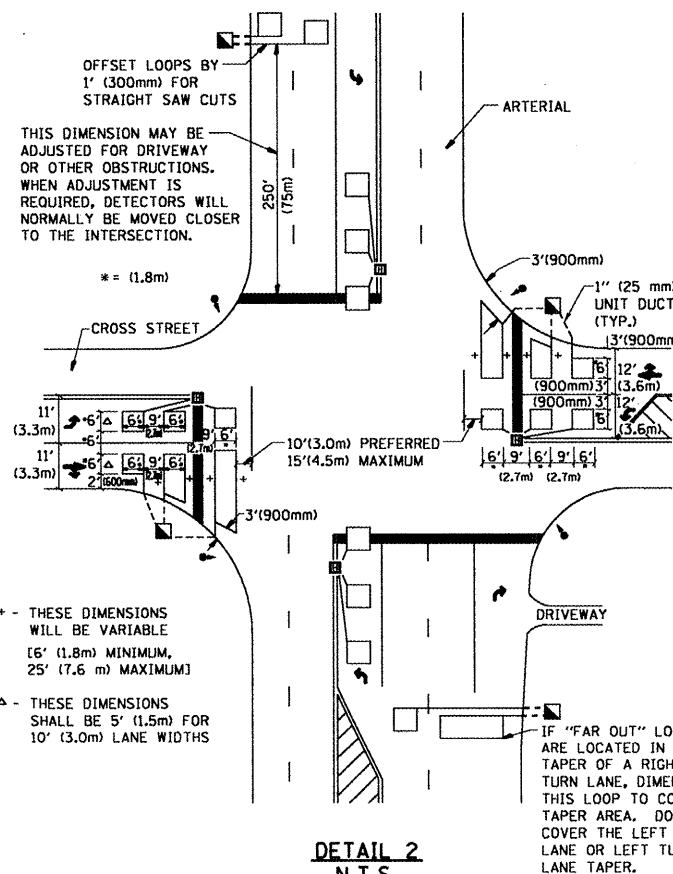 OFFSET LOOPS BY
1' (300mm) FOR
STRAIGHT SAW CUTS
ARTERIAL
THIS DIMENSION MAY BE
ADJUSTED FOR DRIVEWAY
OR OTHER OBSTRUCTIONS.
WHEN ADJUSTMENT IS
REQUIRED, DETECTORS WILL
NORMALLY BE MOVED CLOSER
TO THE INTERSECTION.
250'
(75m)
* = (1.8m)
3'(900mm)
1" (25 mm)
UNIT DUCT
(TYP.)
3'(900mm
CROSS STREET
*6'
12'
(3.6m)
(900mm) 3'
(900mm) 3'
12'
*6'
(3.6m)
11'
(3.3m)
*6'
△
6' 9' 6'
* (2.7m) *
*6'
9' 6'
(2.7m) *
11'
(3.3m)
*6'
△
6' 9' 6'
* (2.7m) *
2' (600mm)
10'(3.0m) PREFERRED
15'(4.5m) MAXIMUM
6' 9' 6' 9' 6'
* (2.7m) * (2.7m) *
3'(900mm)
+ - THESE DIMENSIONS
WILL BE VARIABLE
[6' (1.8m) MINIMUM,
25' (7.6 m) MAXIMUM]
DRIVEWAY
△ - THESE DIMENSIONS
SHALL BE 5' (1.5m) FOR
10' (3.0m) LANE WIDTHS
IF "FAR OUT" LO
ARE LOCATED IN
TAPER OF A RIGH
TURN LANE, DIME
THIS LOOP TO CO
TAPER AREA. DO
COVER THE LEFT
LANE OR LEFT TU
LANE TAPER.
DETAIL 2
N.T.S.